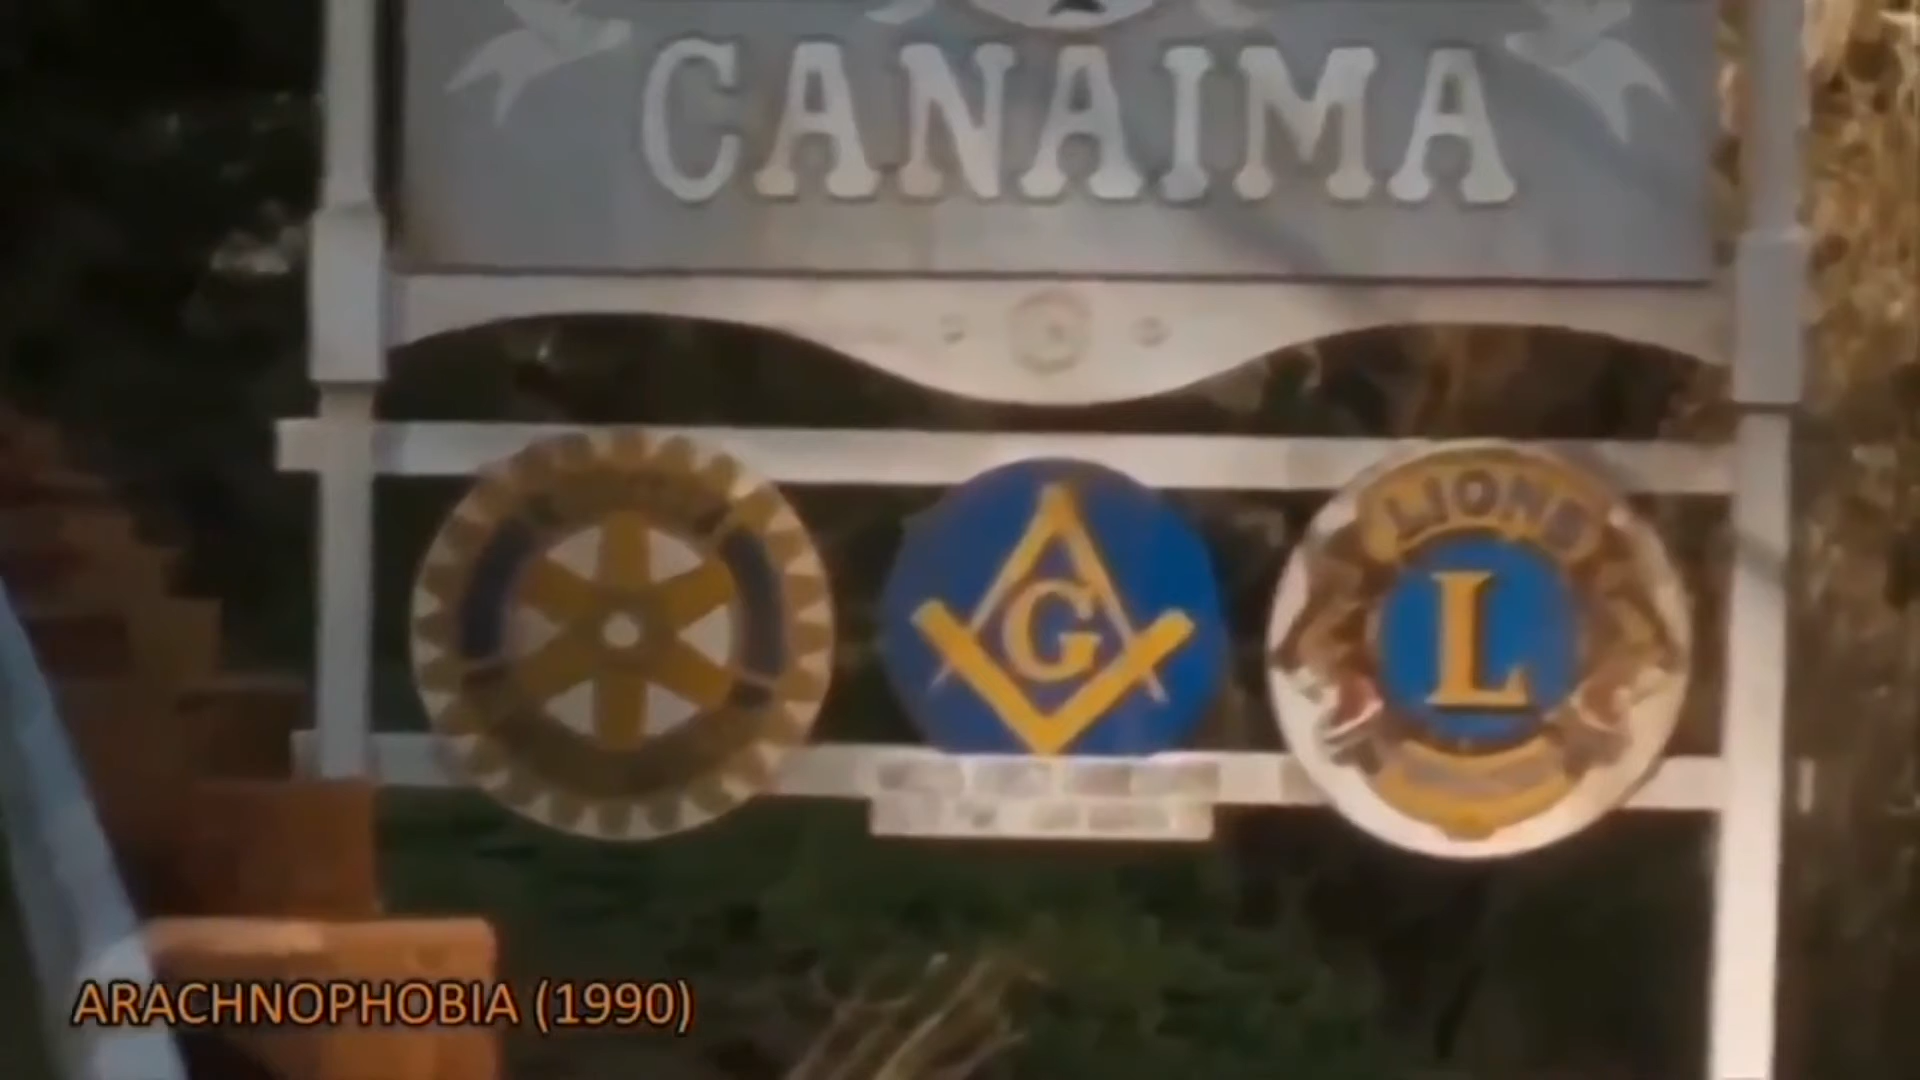 CANAIMA
G
LIONS
L
ARACHNOPHOBIA (1990)